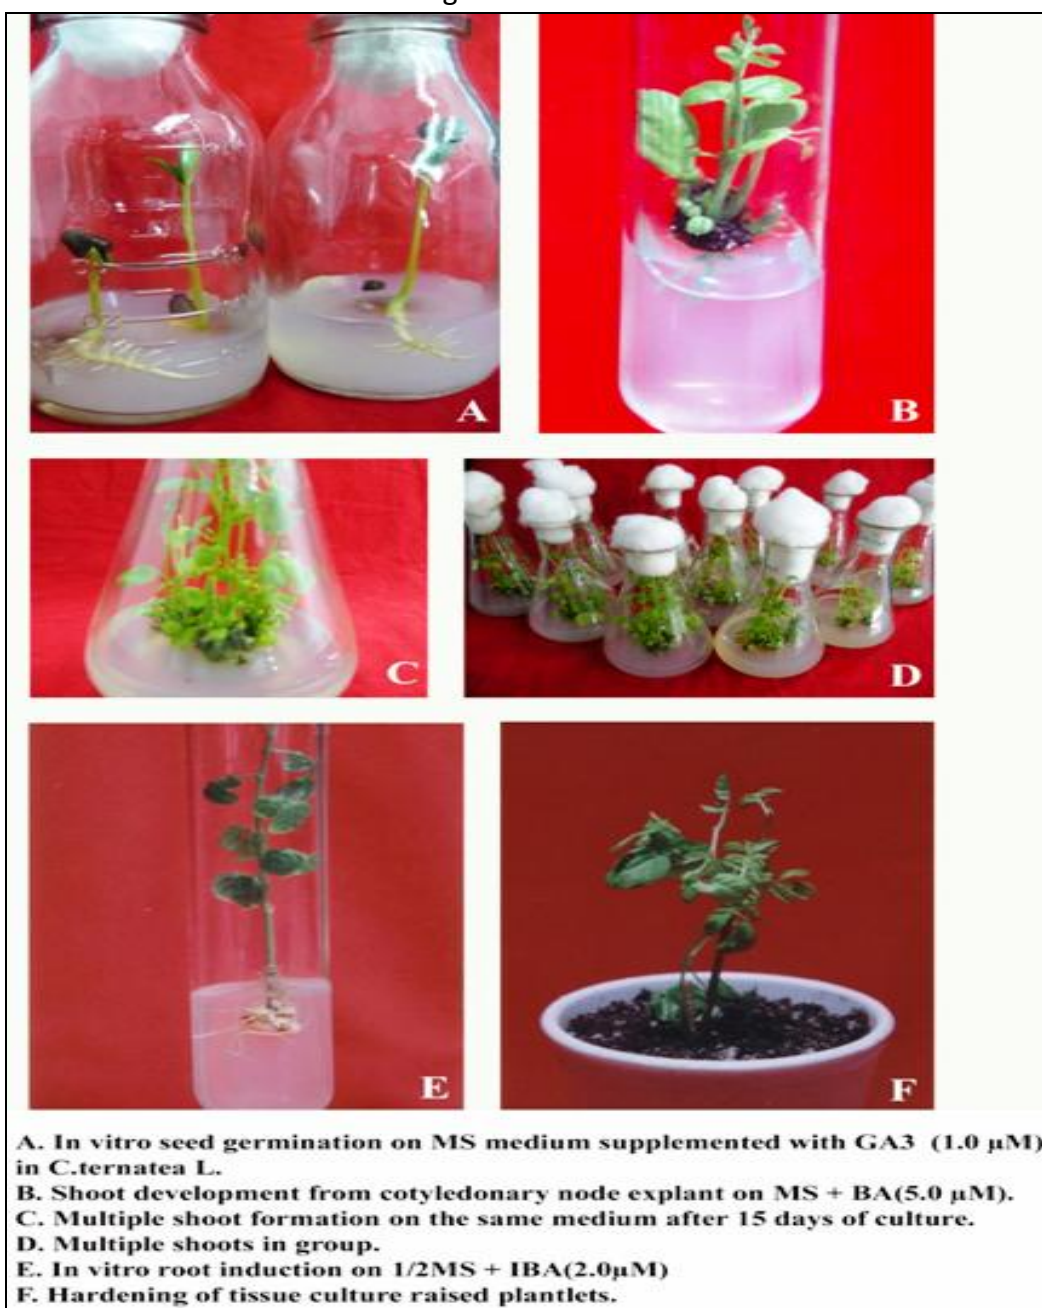 A
B
C
D
E
F
A. In vitro seed germination on MS medium supplemented with GA3 (1.0 µM)
in C.ternatea L.
B. Shoot development from cotyledonary node explant on MS + BA(5.0 µM).
C. Multiple shoot formation on the same medium after 15 days of culture.
D. Multiple shoots in group.
E. In vitro root induction on 1/2MS + IBA(2.0µM)
F. Hardening of tissue culture raised plantlets.